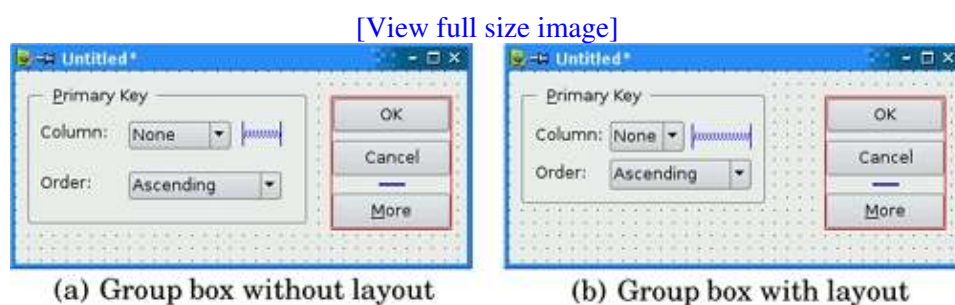 [View full size image]
Untitled*
Primary Key
Column: None
Order: Ascending
OK
Cancel
More
(a) Group box without layout
Untitled*
Primary Key
Column: None
Order: Ascending
OK
Cancel
More
(b) Group box with layout